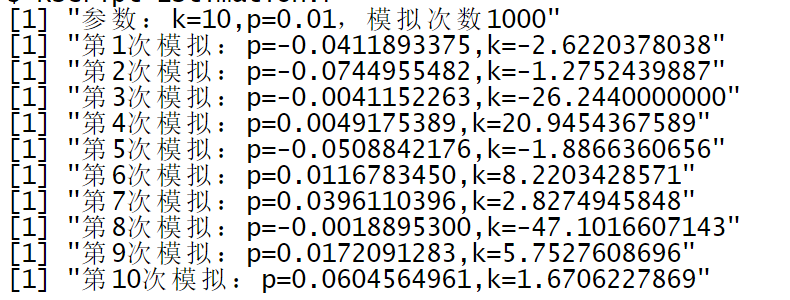 [1] "参数：k=10,p=0.01，模拟次数1000"
[1] "第1次模拟：p=-0.0411893375,k=-2.6220378038"
[1] "第2次模拟：p=-0.0744955482,k=-1.2752439887"
[1] "第3次模拟：p=-0.0041152263,k=-26.2440000000"
[1] "第4次模拟：p=0.0049175389,k=20.9454367589"
[1] "第5次模拟：p=-0.0508842176,k=-1.8866360656"
[1] "第6次模拟：p=0.0116783450,k=8.2203428571"
[1] "第7次模拟：p=0.0396110396,k=2.8274945848"
[1] "第8次模拟：p=-0.0018895300,k=-47.1016607143"
[1] "第9次模拟：p=0.0172091283,k=5.7527608696"
[1] "第10次模拟：p=0.0604564961,k=1.6706227869"